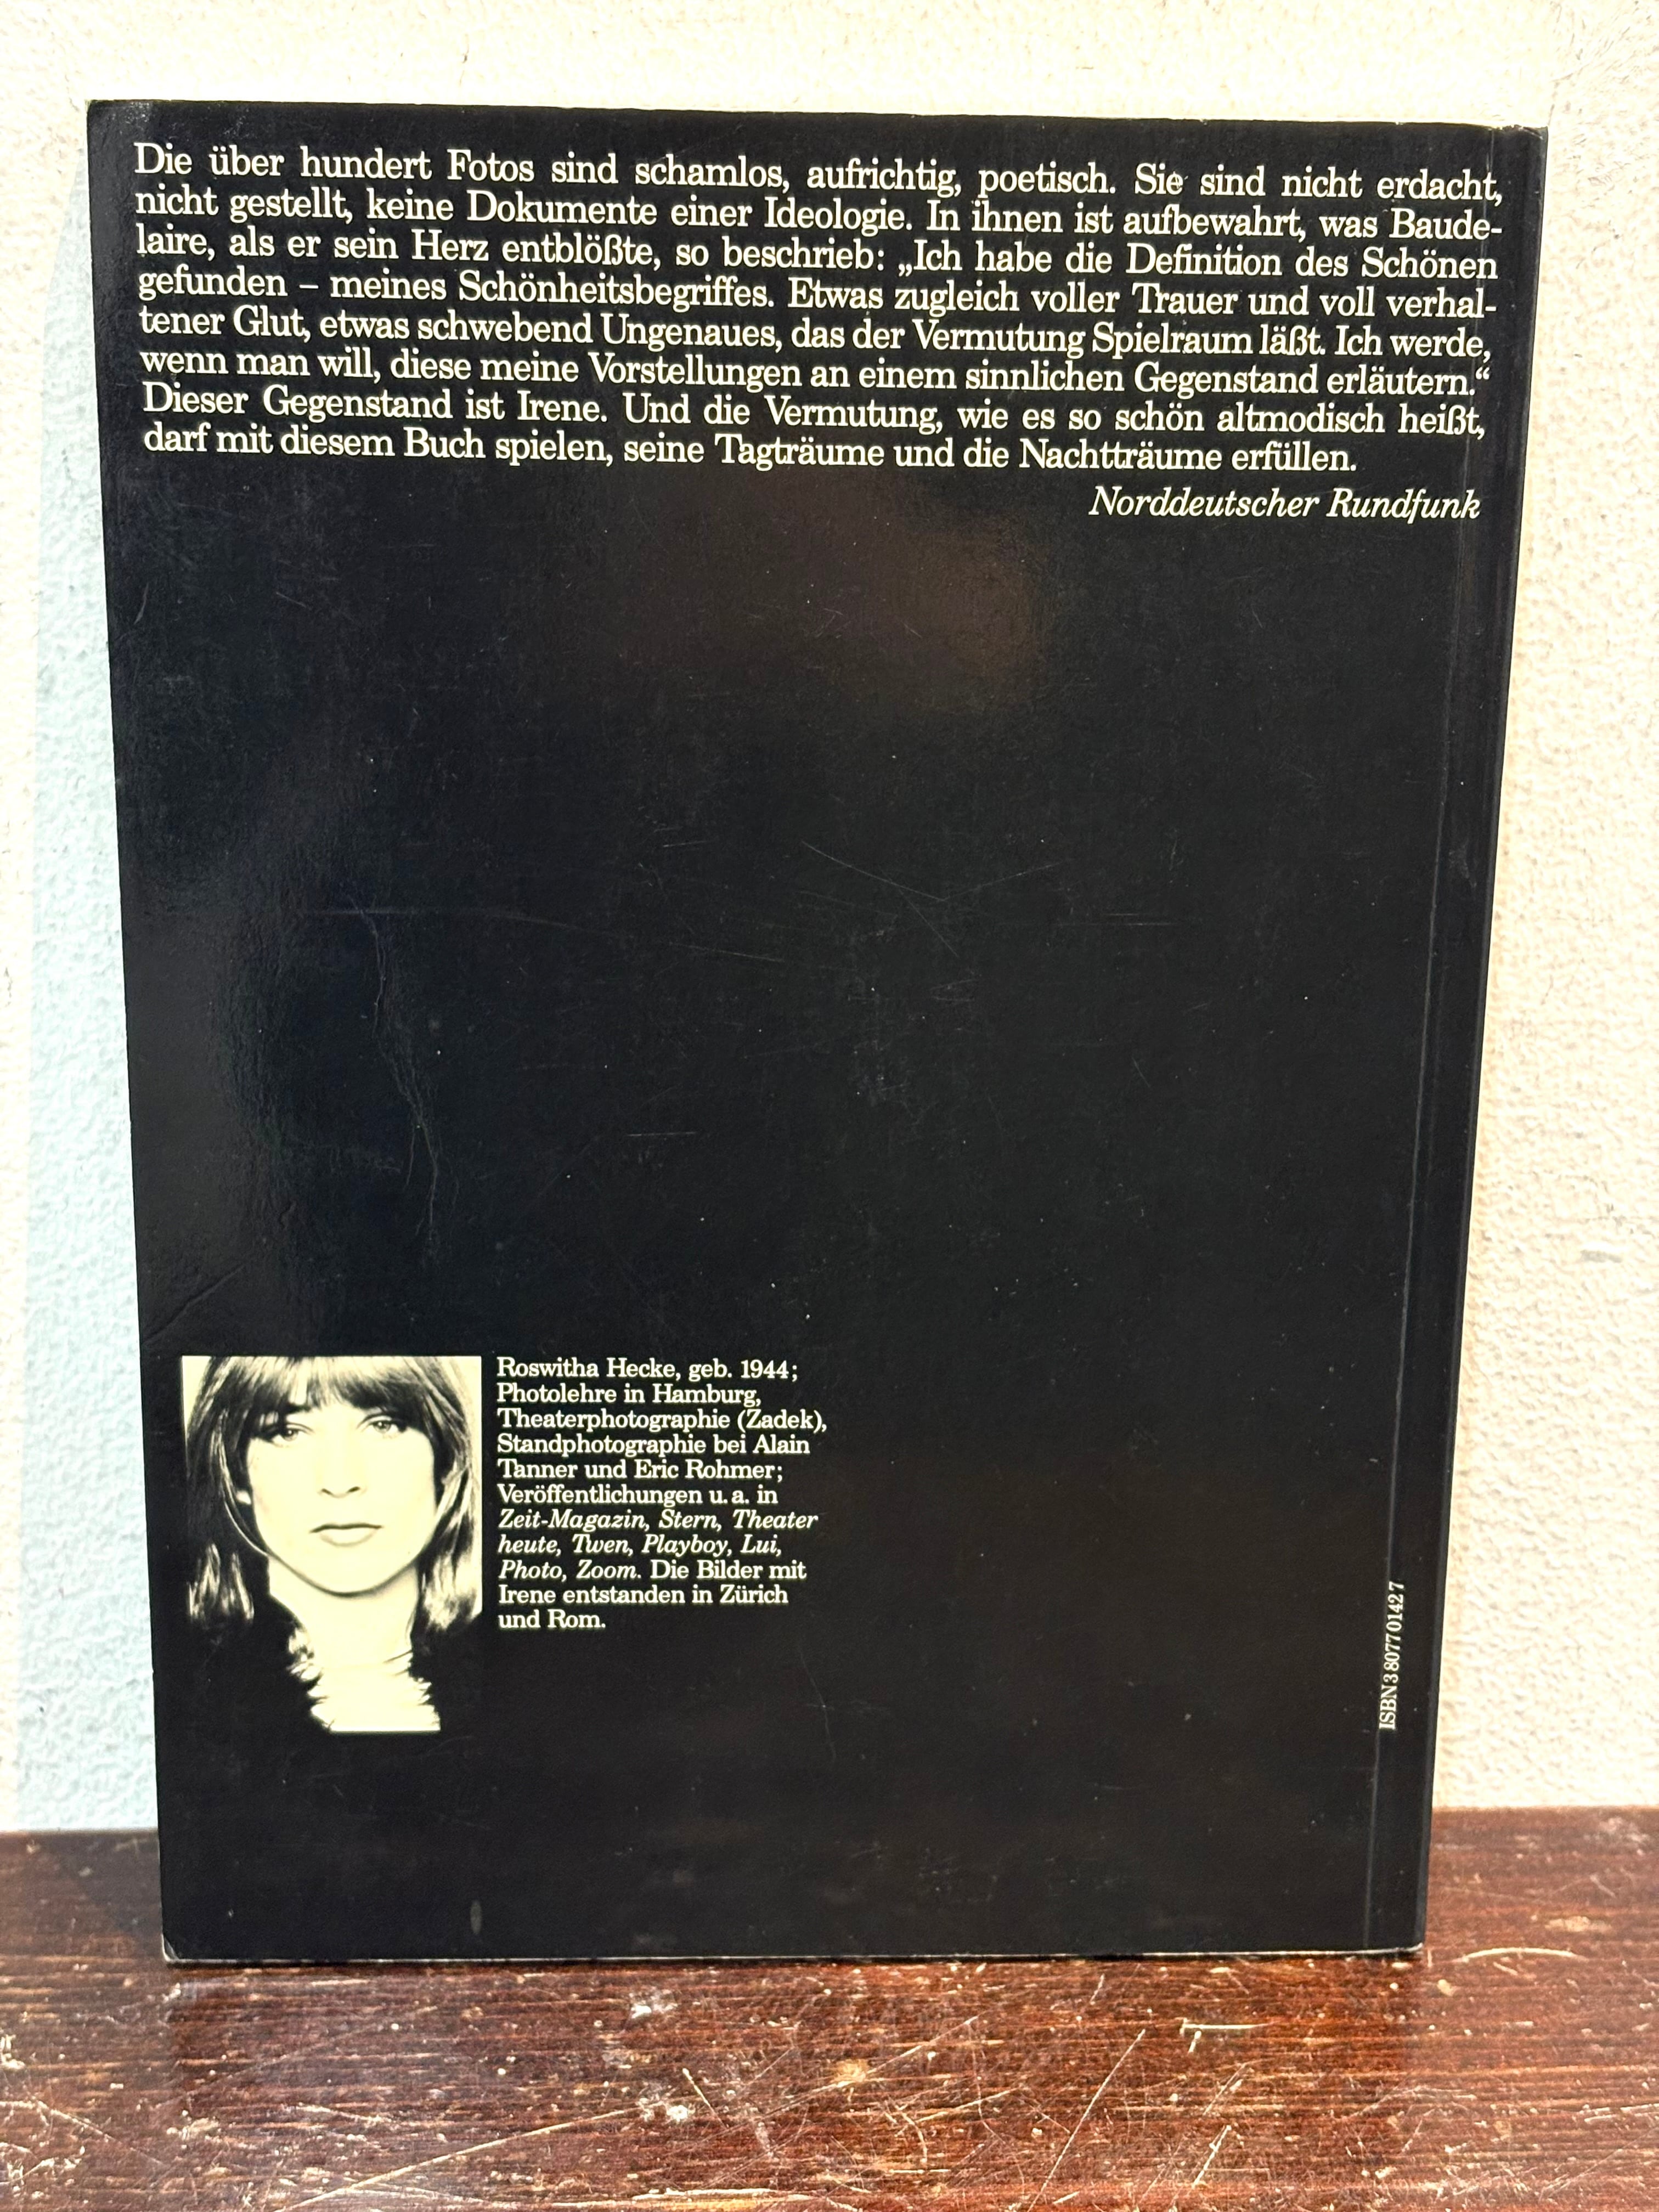 Die über hundert Fotos sind schamlos, aufrichtig, poetisch. Sie sind nicht erdacht,
nicht gestellt, keine Dokumente einer Ideologie. In ihnen ist aufbewahrt, was Baude-
laire, als er sein Herz entblößte, so beschrieb: „Ich habe die Definition des Schönen
gefunden – meines Schönheitsbegriffes. Etwas zugleich voller Trauer und voll verhal-
tener Glut, etwas schwebend Ungenaues, das der Vermutung Spielraum läßt. Ich werde,
wenn man will, diese meine Vorstellungen an einem sinnlichen Gegenstand erläutern.“
Dieser Gegenstand ist Irene. Und die Vermutung, wie es so schön altmodisch heißt,
darf mit diesem Buch spielen, seine Tagträume und die Nachtträume erfüllen.
Norddeutscher Rundfunk
Roswitha Hecke, geb. 1944;
Photolehre in Hamburg,
Theaterphotographie (Zadek),
Standphotographie bei Alain
Tanner und Eric Rohmer;
Veröffentlichungen u. a. in
Zeit-Magazin, Stern, Theater
heute, Twen, Playboy, Lui,
Photo, Zoom. Die Bilder mit
Irene entstanden in Zürich
und Rom.
ISBN 3 8077 0142 7